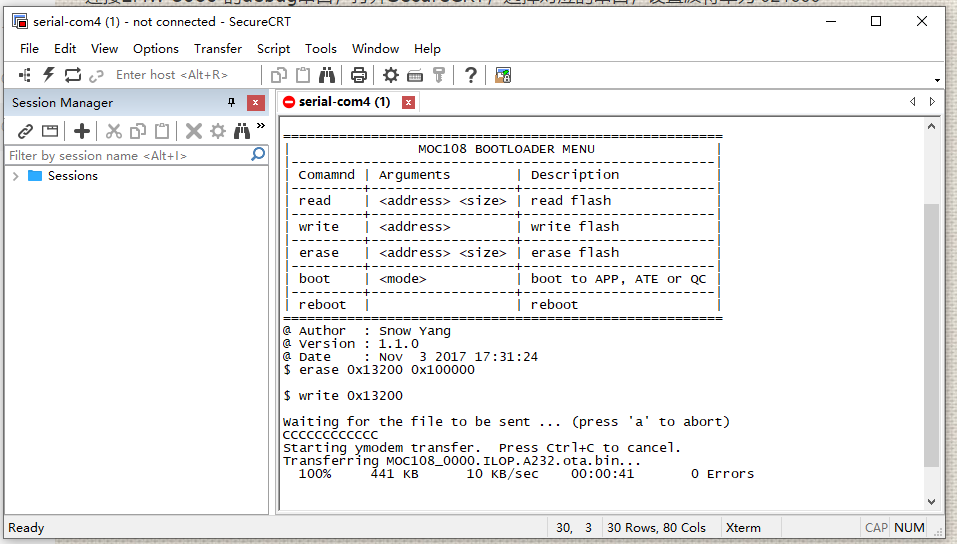 serial-com4 (1) - not connected - SecureCRT
File Edit View Options Transfer Script Tools Window Help
Enter host <Alt+R>
Session Manager
Filter by session name <Alt+I>
Sessions
serial-com4 (1)
MOC108 BOOTLOADER MENU
Comamnd | Arguments | Description
read | <address> <size> | read flash
write | <address> | write flash
erase | <address> <size> | erase flash
boot | <mode> | boot to APP, ATE or QC
reboot | | reboot
@ Author : Snow Yang
@ Version : 1.1.0
@ Date : Nov 3 2017 17:31:24
$ erase 0x13200 0x100000
$ write 0x13200
Waiting for the file to be sent ... (press 'a' to abort)
CCCCCCCCCCCC
Starting ymodem transfer. Press Ctrl+C to cancel.
Transferring MOC108_0000.ILOP.A232.ota.bin...
100% 441 KB 10 KB/sec 00:00:41 0 Errors
Ready 30, 3 30 Rows, 80 Cols Xterm CAP NUM